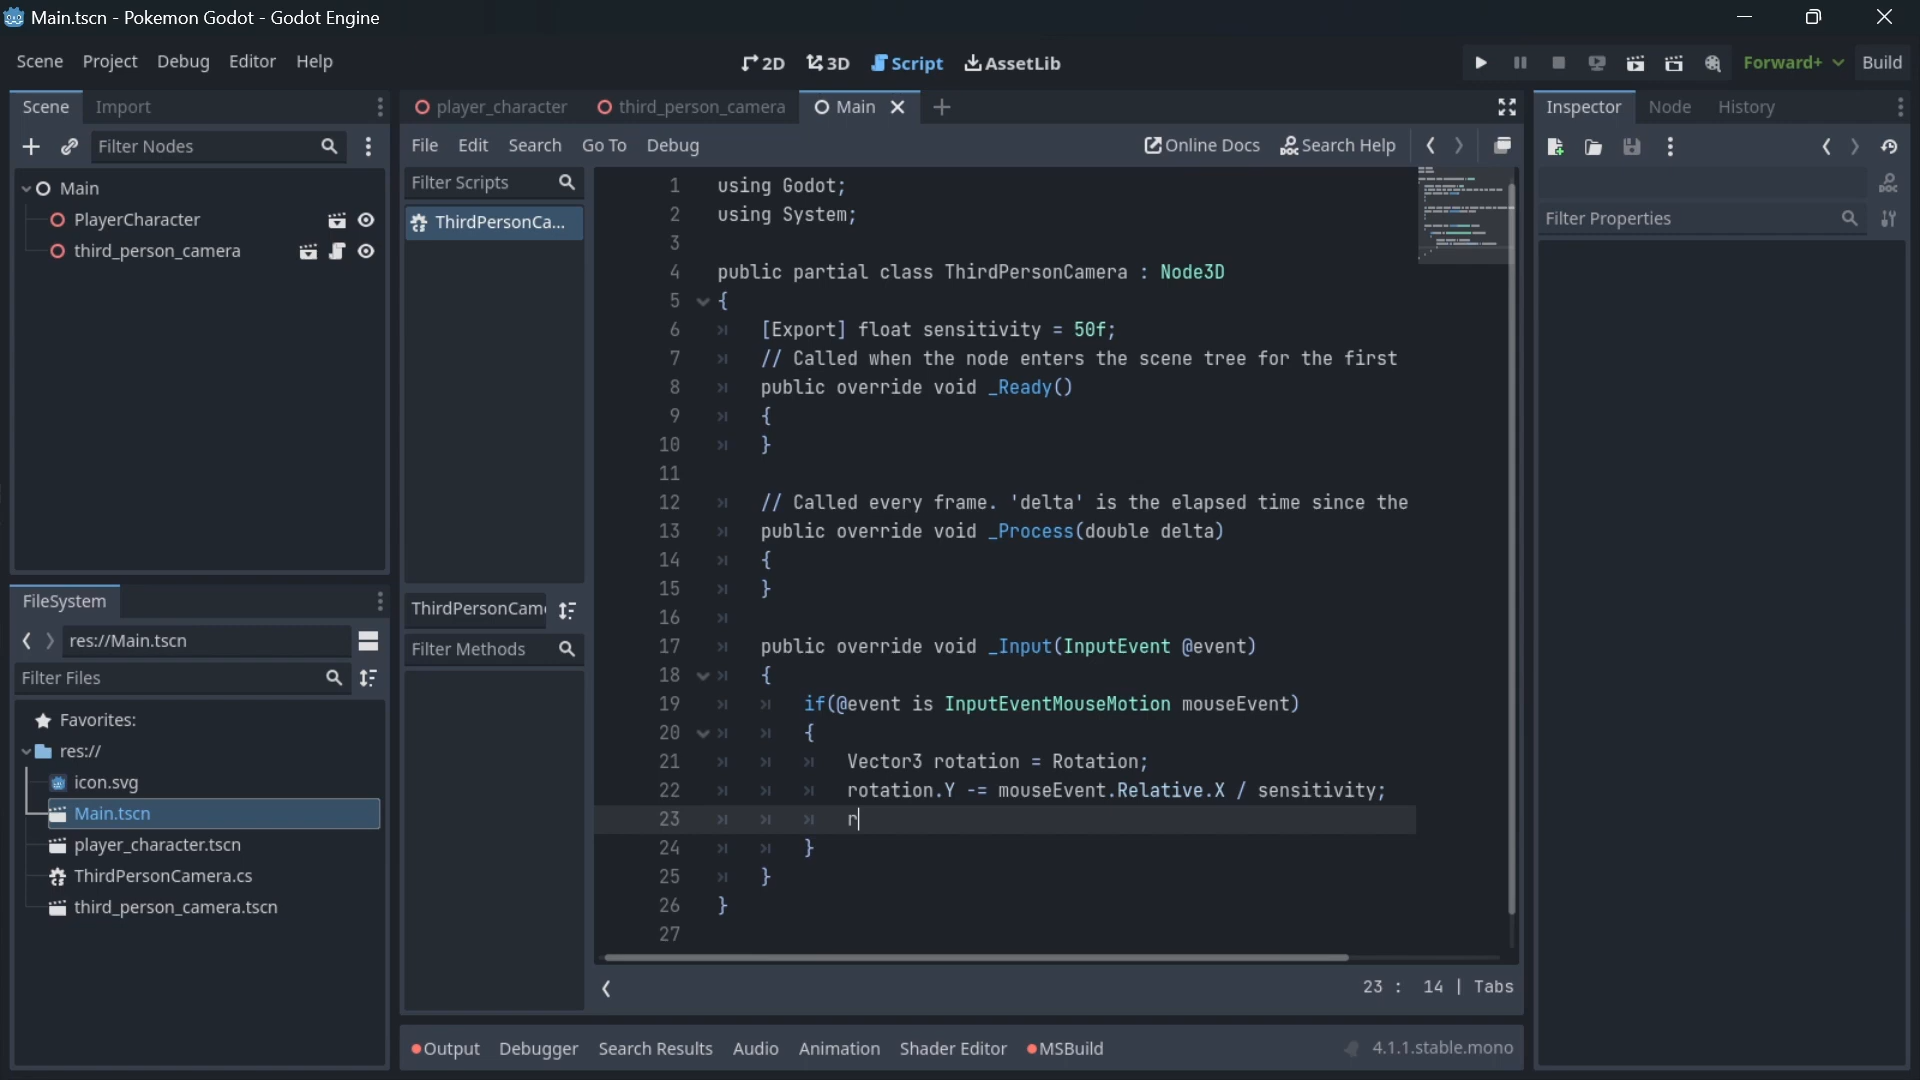 Main.tscn - Pokemon Godot - Godot Engine
Scene Project Debug Editor Help
2D 3D Script AssetLib
Forward+ Build
Scene Import
Filter Nodes
Main
PlayerCharacter
third_person_camera
FileSystem
res://Main.tscn
Filter Files
Favorites:
res://
icon.svg
Main.tscn
player_character.tscn
ThirdPersonCamera.cs
third_person_camera.tscn
player_character third_person_camera Main
File Edit Search Go To Debug
Online Docs Search Help
Filter Scripts
ThirdPersonCa...
ThirdPersonCam
Filter Methods
1 using Godot;
2 using System;
3
4 public partial class ThirdPersonCamera : Node3D
5 {
6 [Export] float sensitivity = 50f;
7 // Called when the node enters the scene tree for the first
8 public override void _Ready()
9 {
10 }
11
12 // Called every frame. 'delta' is the elapsed time since the
13 public override void _Process(double delta)
14 {
15 }
16
17 public override void _Input(InputEvent @event)
18 {
19 if(@event is InputEventMouseMotion mouseEvent)
20 {
21 Vector3 rotation = Rotation;
22 rotation.Y -= mouseEvent.Relative.X / sensitivity;
23 r
24 }
25 }
26 }
27
23 : 14 | Tabs
Output Debugger Search Results Audio Animation Shader Editor MSBuild
4.1.1.stable.mono
Inspector Node History
Filter Properties